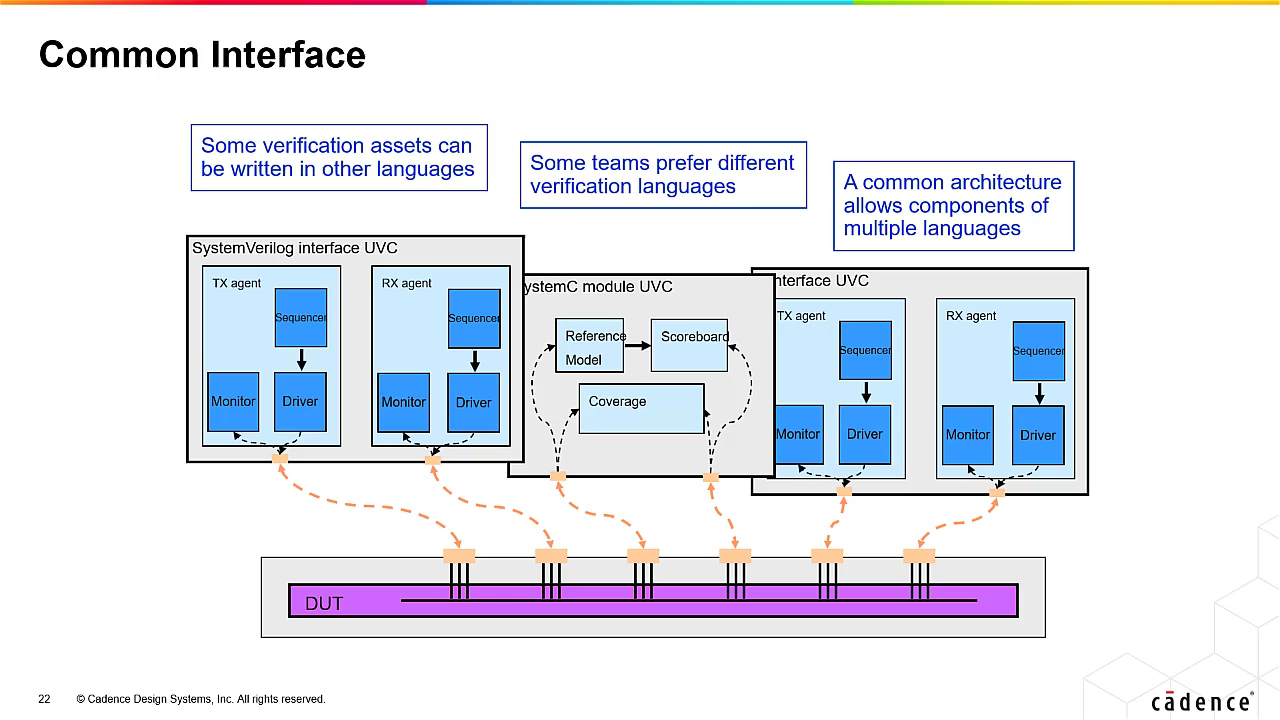 Common Interface
Some verification assets can
be written in other languages
Some teams prefer different
verification languages
A common architecture
allows components of
multiple languages
SystemVerilog interface UVC
TX agent
Sequencer
Monitor
Driver
RX agent
Sequencer
Monitor
Driver
ystemC module UVC
Reference
Model
Scoreboard
Coverage
nterface UVC
TX agent
Sequencer
Monitor
Driver
RX agent
Sequencer
Monitor
Driver
DUT
22 © Cadence Design Systems, Inc. All rights reserved.
cādence®